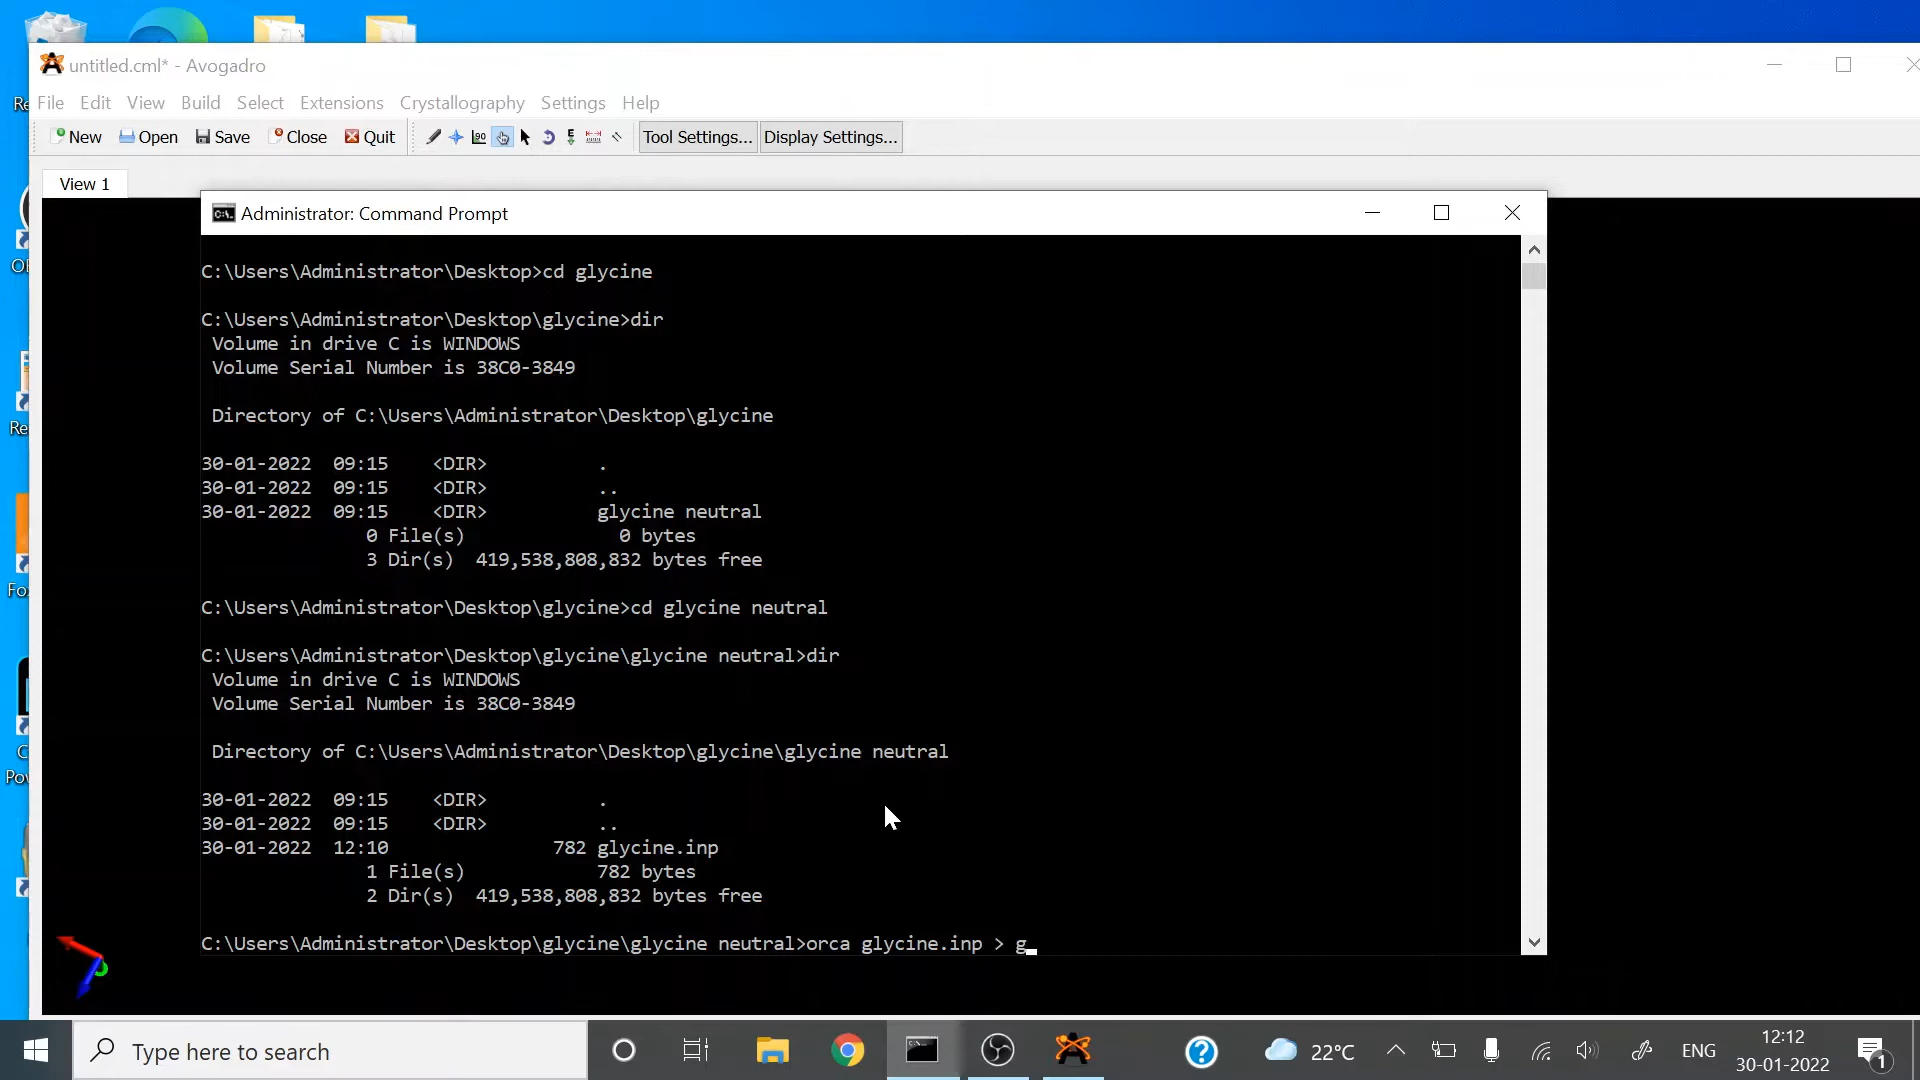 untitled.cml* - Avogadro
File Edit View Build Select Extensions Crystallography Settings Help
New Open Save Close Quit Tool Settings... Display Settings...
View 1
Administrator: Command Prompt
C:\Users\Administrator\Desktop>cd glycine
C:\Users\Administrator\Desktop\glycine>dir
Volume in drive C is WINDOWS
Volume Serial Number is 38C0-3849
Directory of C:\Users\Administrator\Desktop\glycine
30-01-2022 09:15 <DIR> .
30-01-2022 09:15 <DIR> ..
30-01-2022 09:15 <DIR> glycine neutral
0 File(s) 0 bytes
3 Dir(s) 419,538,808,832 bytes free
C:\Users\Administrator\Desktop\glycine>cd glycine neutral
C:\Users\Administrator\Desktop\glycine\glycine neutral>dir
Volume in drive C is WINDOWS
Volume Serial Number is 38C0-3849
Directory of C:\Users\Administrator\Desktop\glycine\glycine neutral
30-01-2022 09:15 <DIR> .
30-01-2022 09:15 <DIR> ..
30-01-2022 12:10 782 glycine.inp
1 File(s) 782 bytes
2 Dir(s) 419,538,808,832 bytes free
C:\Users\Administrator\Desktop\glycine\glycine neutral>orca glycine.inp > g
Type here to search
22°C
ENG
12:12
30-01-2022
1